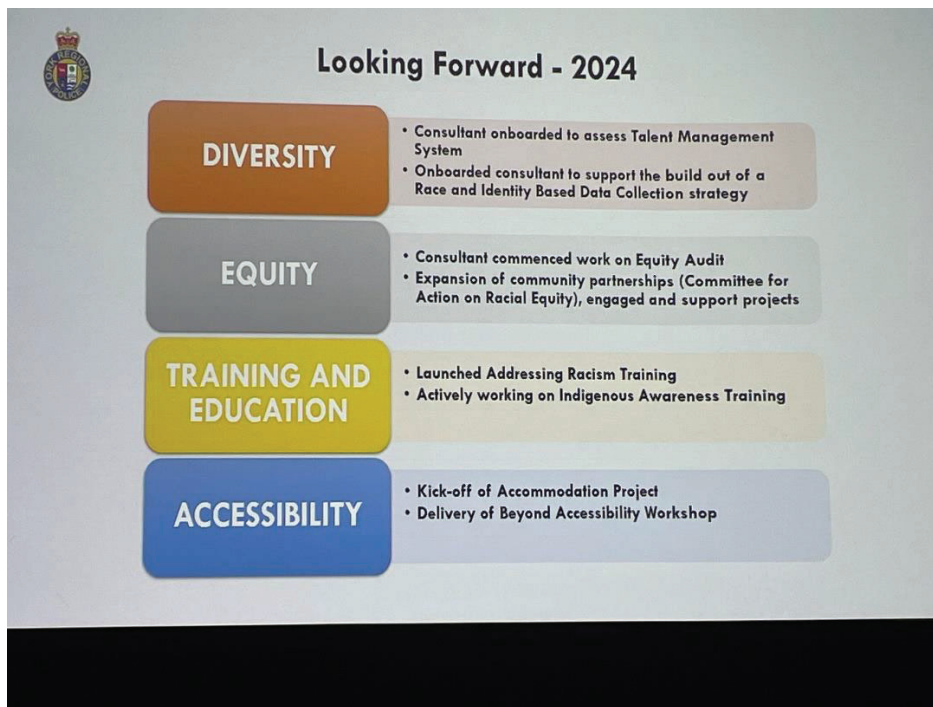 YORK REGIONAL
POLICE
Looking Forward - 2024
DIVERSITY
• Consultant onboarded to assess Talent Management
System
• Onboarded consultant to support the build out of a
Race and Identity Based Data Collection strategy
EQUITY
• Consultant commenced work on Equity Audit
• Expansion of community partnerships (Committee for
Action on Racial Equity), engaged and support projects
TRAINING AND
EDUCATION
• Launched Addressing Racism Training
• Actively working on Indigenous Awareness Training
ACCESSIBILITY
• Kick-off of Accommodation Project
• Delivery of Beyond Accessibility Workshop